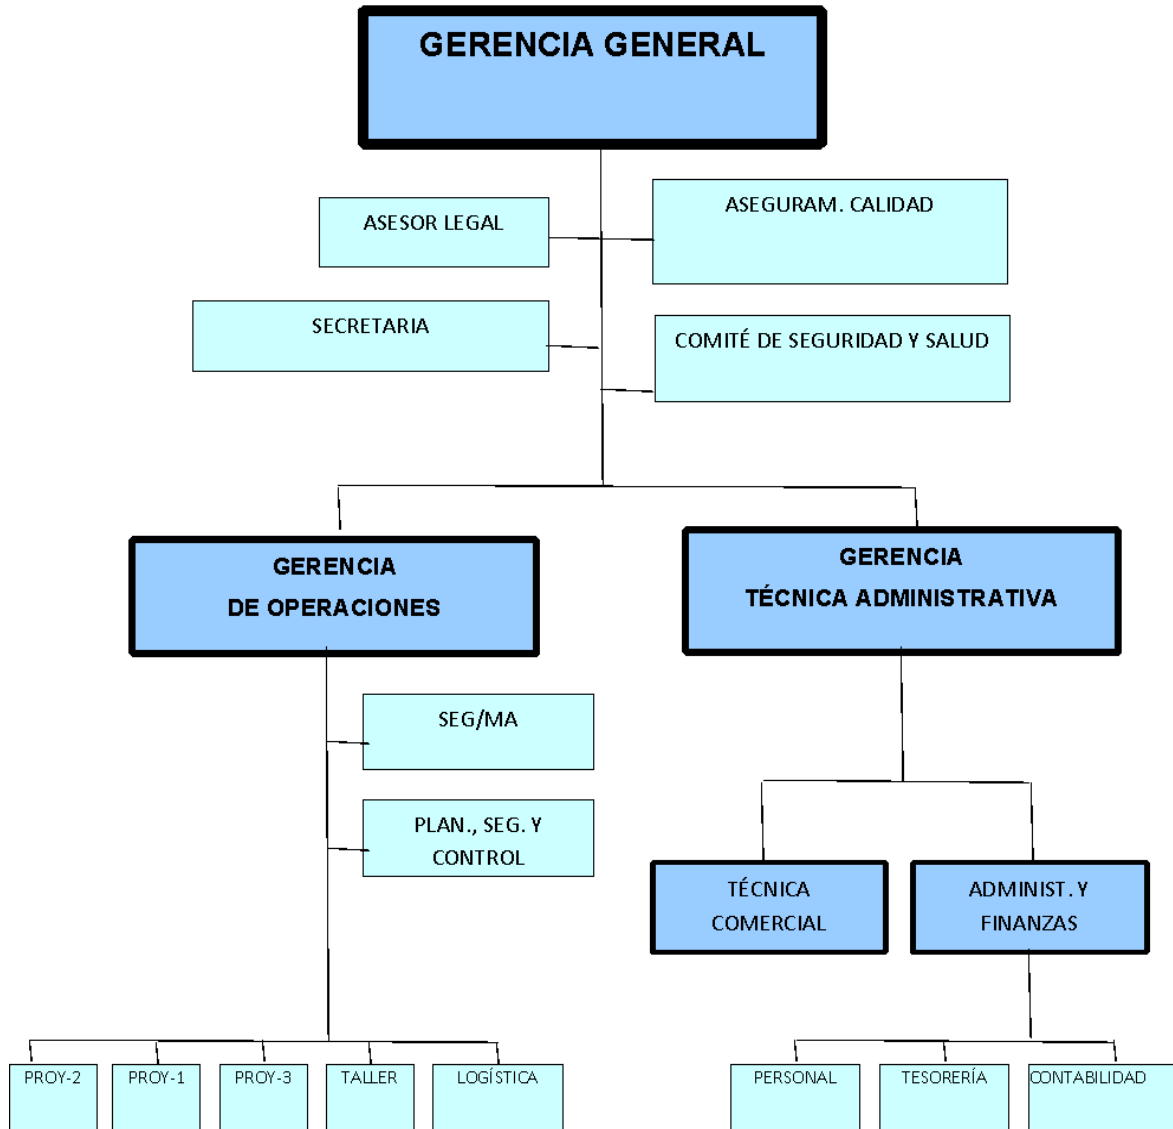 GERENCIA GENERAL
ASESOR LEGAL
ASEGURAM. CALIDAD
SECRETARIA
COMITÉ DE SEGURIDAD Y SALUD
GERENCIA
DE OPERACIONES
GERENCIA
TÉCNICA ADMINISTRATIVA
SEG/MA
PLAN., SEG. Y
CONTROL
TÉCNICA
COMERCIAL
ADMINIST. Y
FINANZAS
PROY-2
PROY-1
PROY-3
TALLER
LOGÍSTICA
PERSONAL
TESORERÍA
CONTABILIDAD